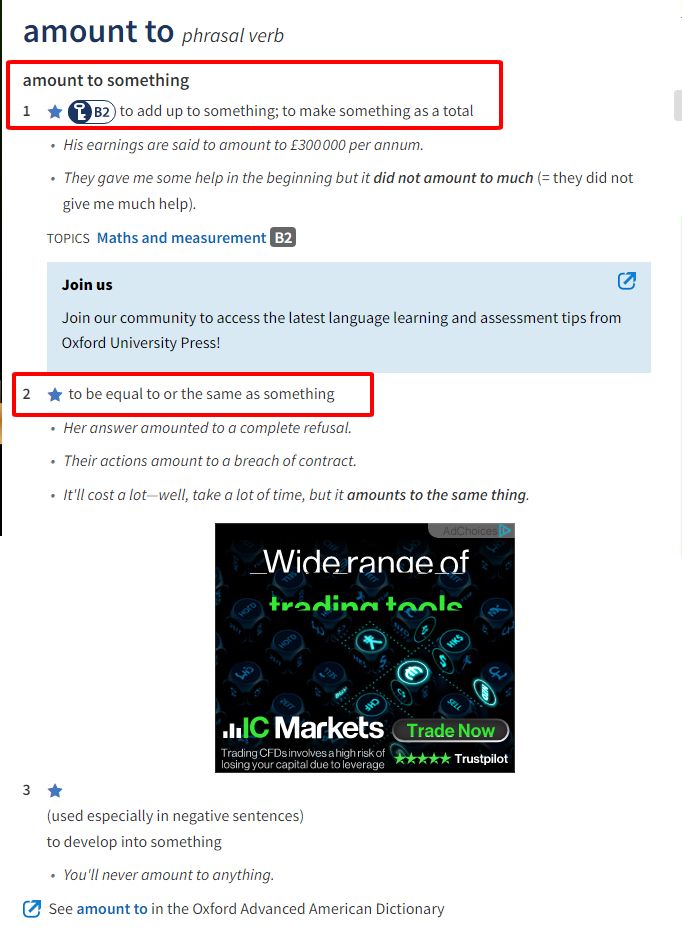 amount to phrasal verb
amount to something
1 B2 to add up to something; to make something as a total
• His earnings are said to amount to £300 000 per annum.
• They gave me some help in the beginning but it did not amount to much (= they did not
give me much help).
TOPICS Maths and measurement B2
Join us
Join our community to access the latest language learning and assessment tips from
Oxford University Press!
2 to be equal to or the same as something
• Her answer amounted to a complete refusal.
• Their actions amount to a breach of contract.
• It'll cost a lot—well, take a lot of time, but it amounts to the same thing.
AdChoices
Wide range of
trading tools
HKS
BUY
SELL
IC Markets
Trade Now
Trading CFDs involves a high risk of
losing your capital due to leverage
Trustpilot
3
(used especially in negative sentences)
to develop into something
• You'll never amount to anything.
See amount to in the Oxford Advanced American Dictionary